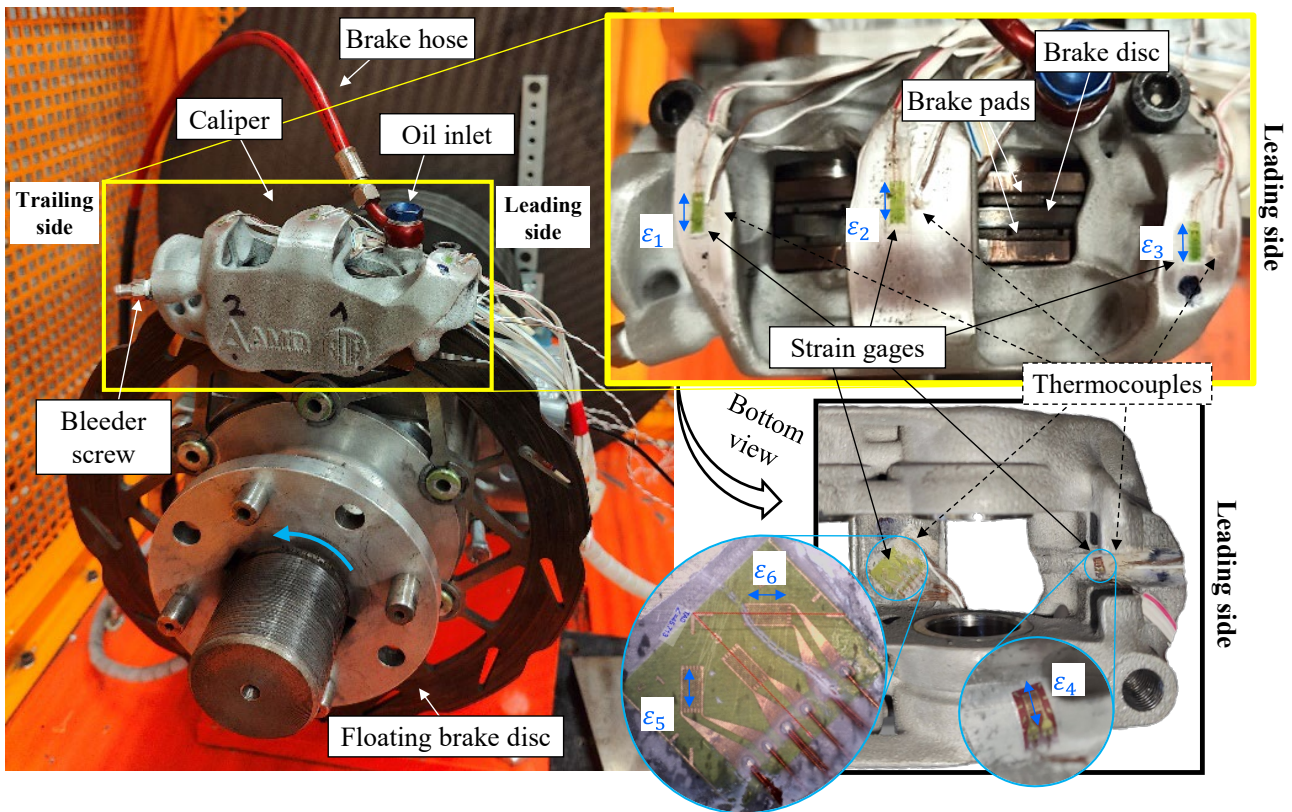 Brake hose
Caliper
Oil inlet
Trailing
side
Leading
side
2
1
Bleeder
screw
Floating brake disc
Brake disc
Brake pads
ε₁
ε₂
ε₃
Leading side
Strain gages
Thermocouples
Bottom
view
Leading side
ε₆
ε₅
ε₄